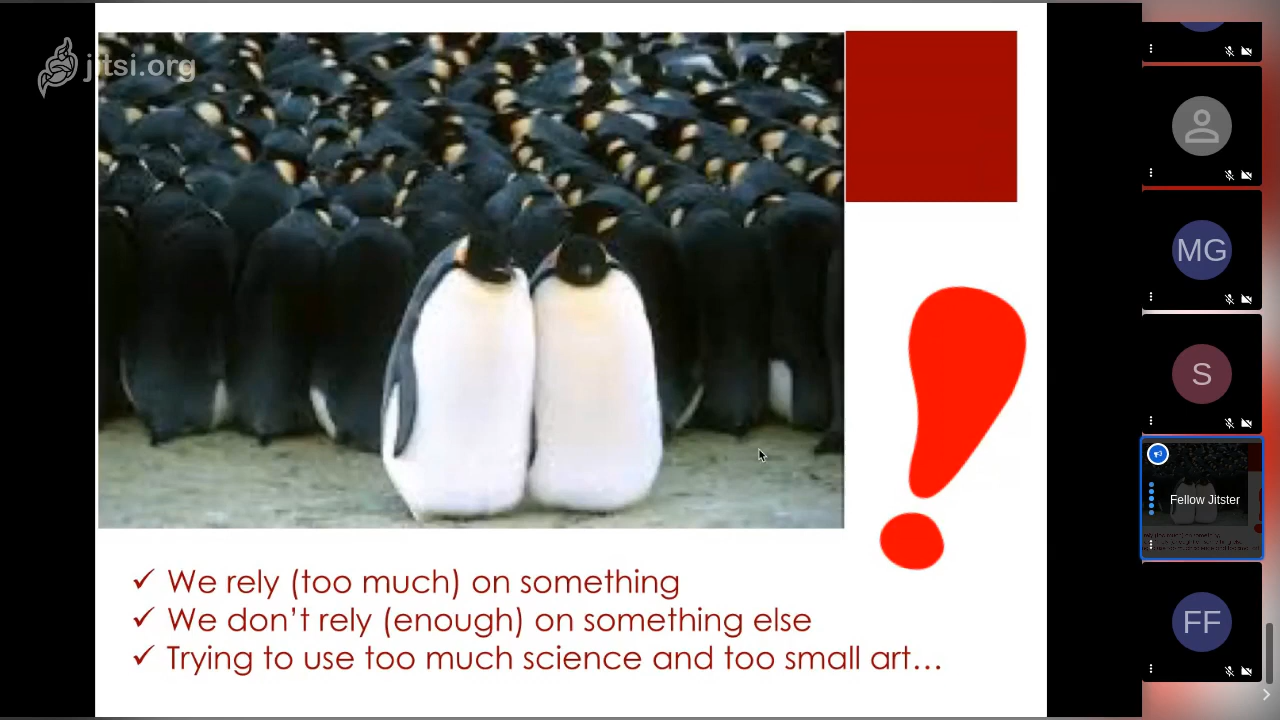 jitsi.org
✓ We rely (too much) on something
✓ We don't rely (enough) on something else
✓ Trying to use too much science and too small art...
MG
S
Fellow Jitster
FF